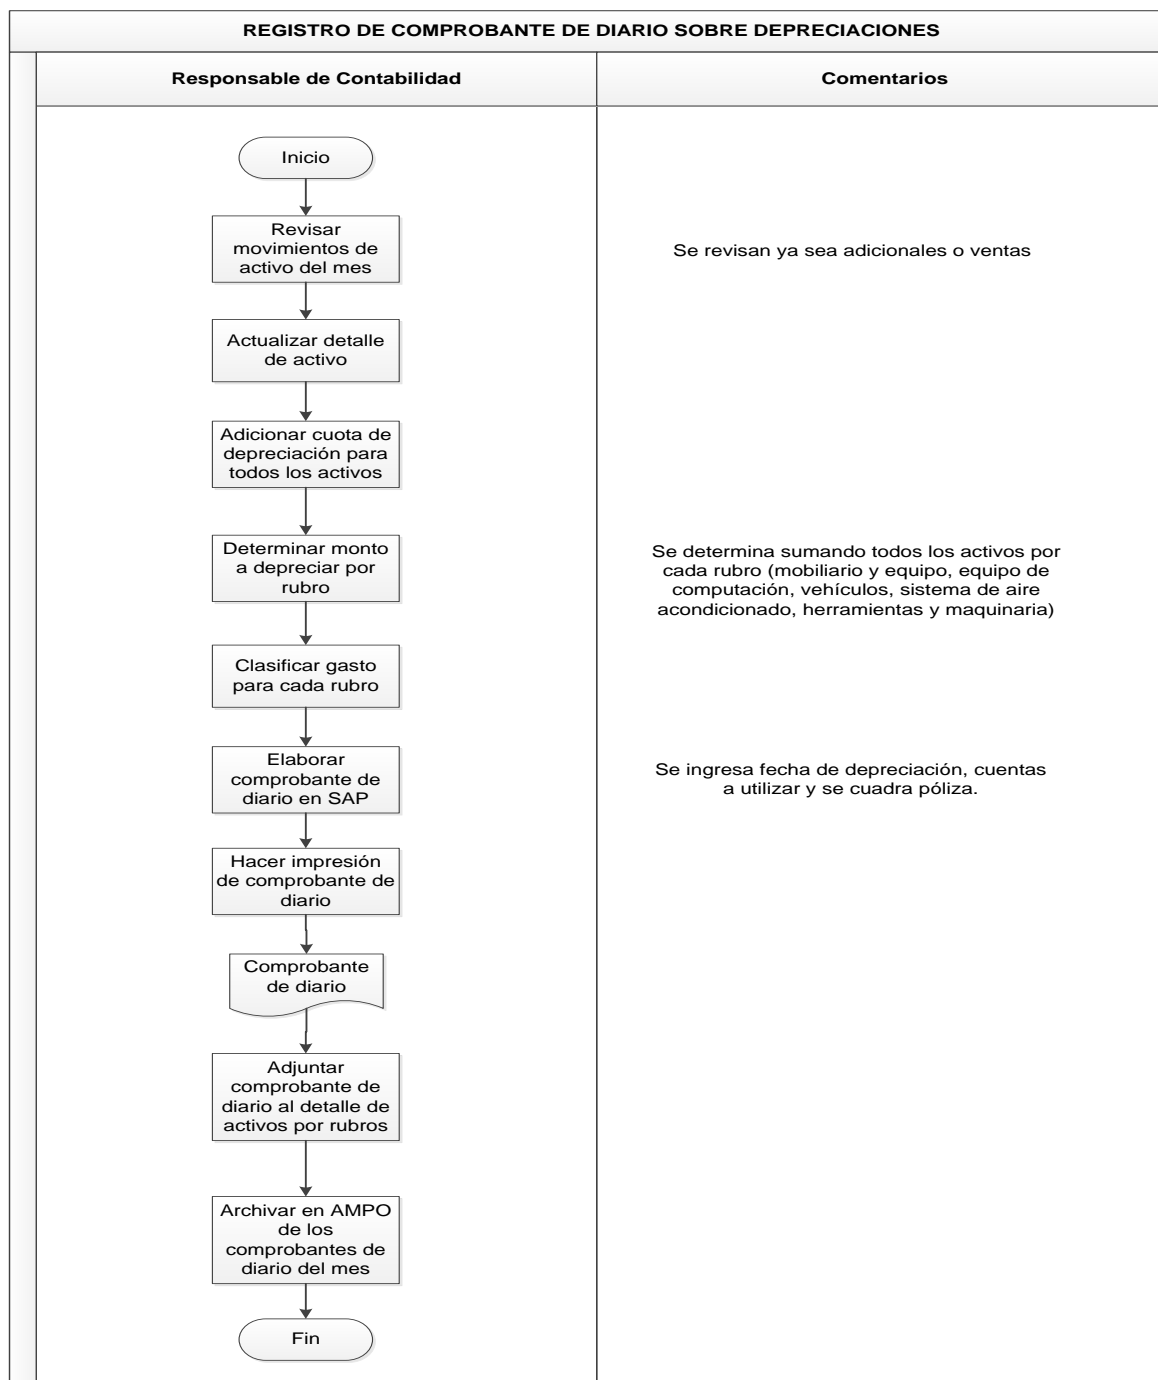 REGISTRO DE COMPROBANTE DE DIARIO SOBRE DEPRECIACIONES
Responsable de Contabilidad
Comentarios
Inicio
Revisar
movimientos de
activo del mes
Se revisan ya sea adicionales o ventas
Actualizar detalle
de activo
Adicionar cuota de
depreciación para
todos los activos
Determinar monto
a depreciar por
rubro
Se determina sumando todos los activos por
cada rubro (mobiliario y equipo, equipo de
computación, vehículos, sistema de aire
acondicionado, herramientas y maquinaria)
Clasificar gasto
para cada rubro
Elaborar
comprobante de
diario en SAP
Se ingresa fecha de depreciación, cuentas
a utilizar y se cuadra póliza.
Hacer impresión
de comprobante de
diario
Comprobante
de diario
Adjuntar
comprobante de
diario al detalle de
activos por rubros
Archivar en AMPO
de los
comprobantes de
diario del mes
Fin